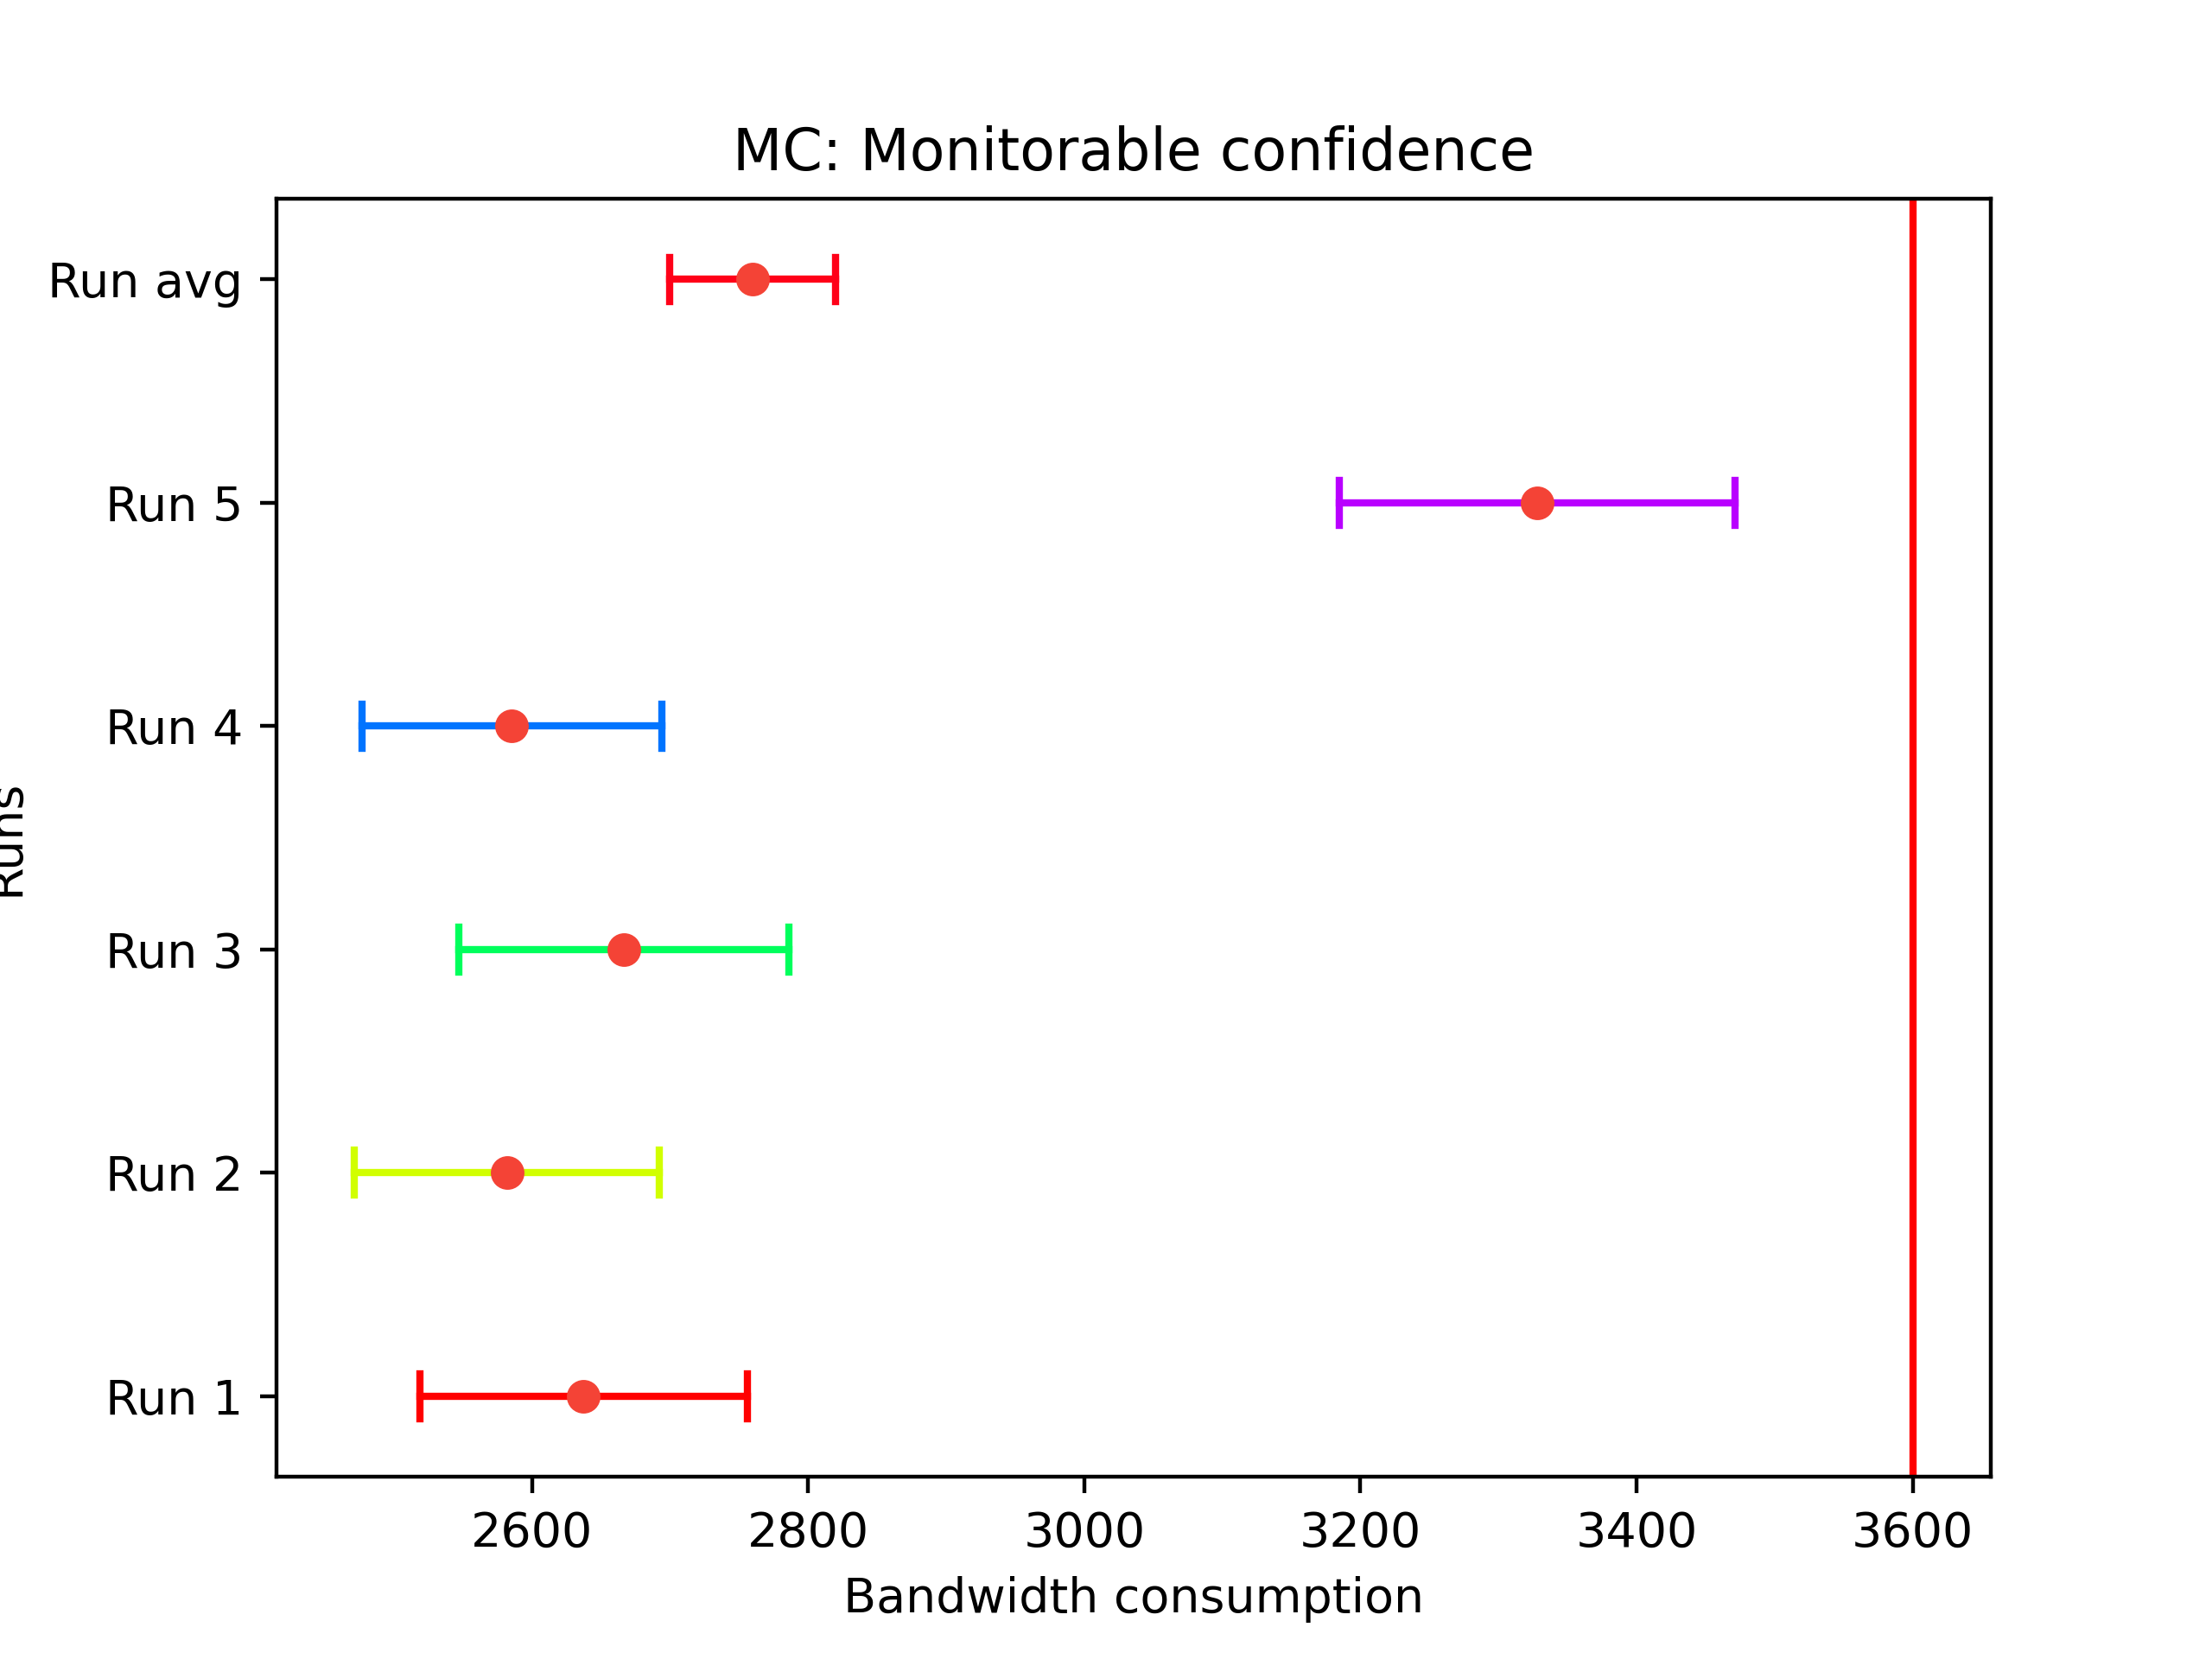 MC: Monitorable confidence
Run avg
Run 5
Run 4
Run 3
Run 2
Run 1
Runs
2600 2800 3000 3200 3400 3600
Bandwidth consumption